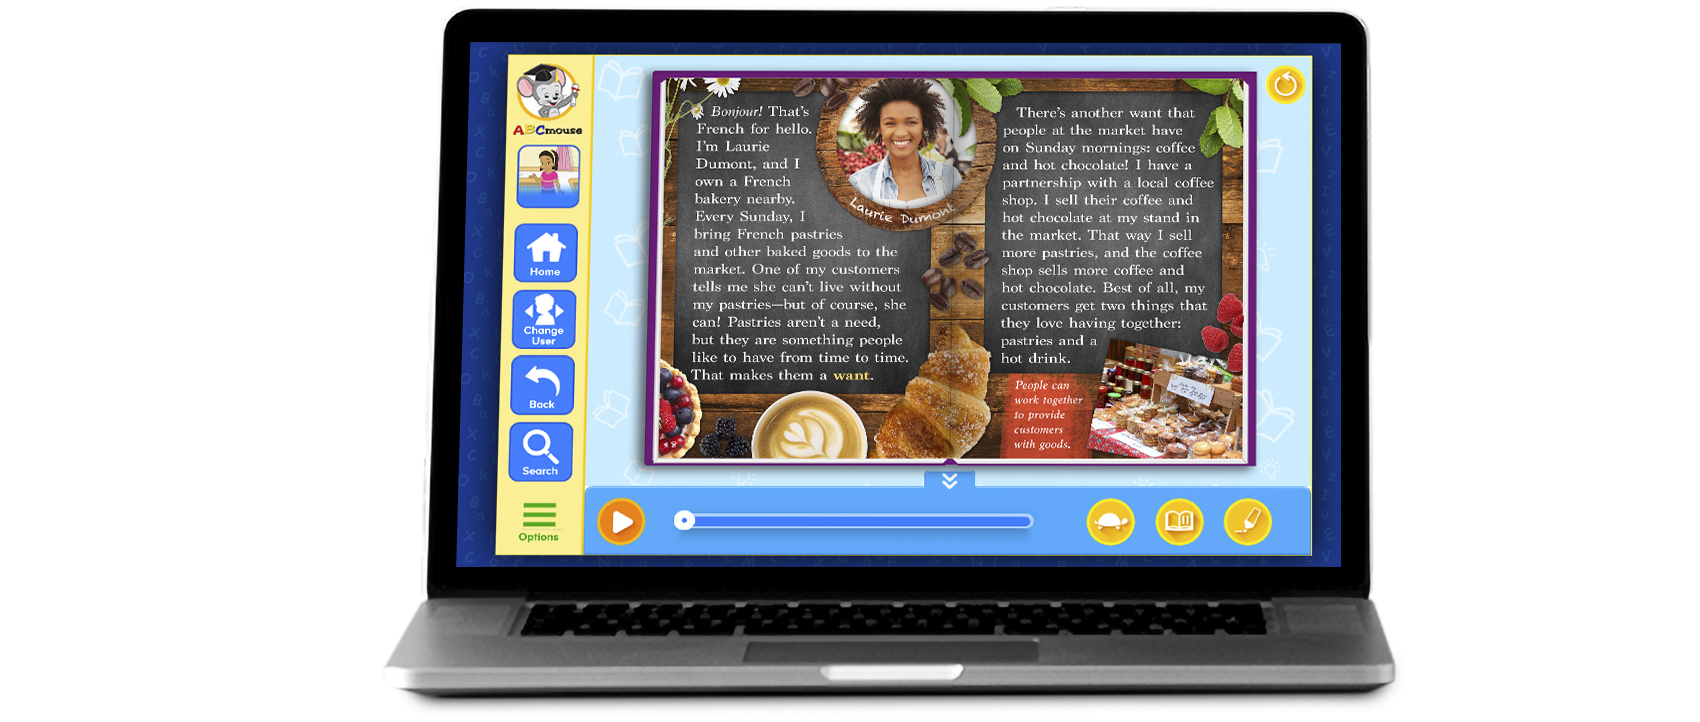 ABCmouse
Home
Change
User
Back
Search
Options
Bonjour! That's
French for hello.
I'm Laurie
Dumont, and I
own a French
bakery nearby.
Every Sunday, I
bring French pastries
and other baked goods to the
market. One of my customers
tells me she can't live without
my pastries—but of course, she
can! Pastries aren't a need,
but they are something people
like to have from time to time.
That makes them a want.
Laurie Dumont
There's another want that
people at the market have
on Sunday mornings: coffee
and hot chocolate! I have a
partnership with a local coffee
shop. I sell their coffee and
hot chocolate at my stand in
the market. That way I sell
more pastries, and the coffee
shop sells more coffee and
hot chocolate. Best of all, my
customers get two things that
they love having together:
pastries and a
hot drink.
People can
work together
to provide
customers
with goods.